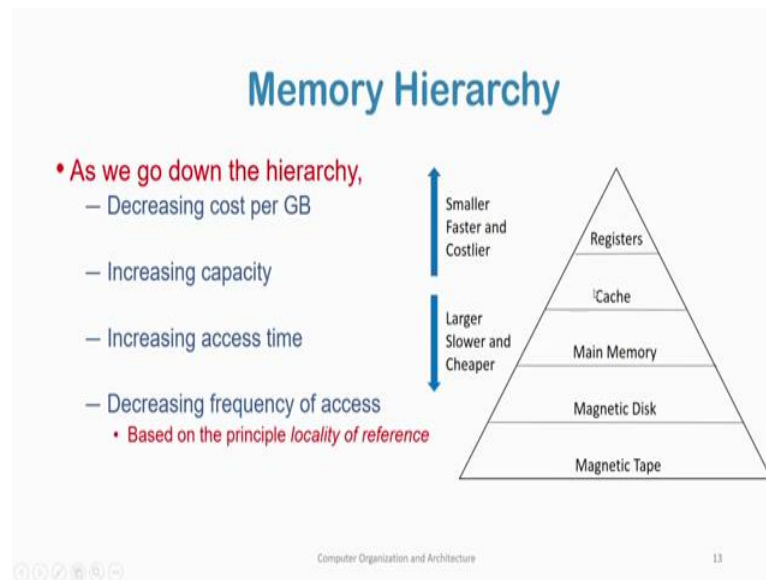 Memory Hierarchy
• As we go down the hierarchy,
– Decreasing cost per GB
– Increasing capacity
– Increasing access time
– Decreasing frequency of access
• Based on the principle locality of reference
Smaller
Faster and
Costlier
Larger
Slower and
Cheaper
Registers
Cache
Main Memory
Magnetic Disk
Magnetic Tape
Computer Organization and Architecture
13